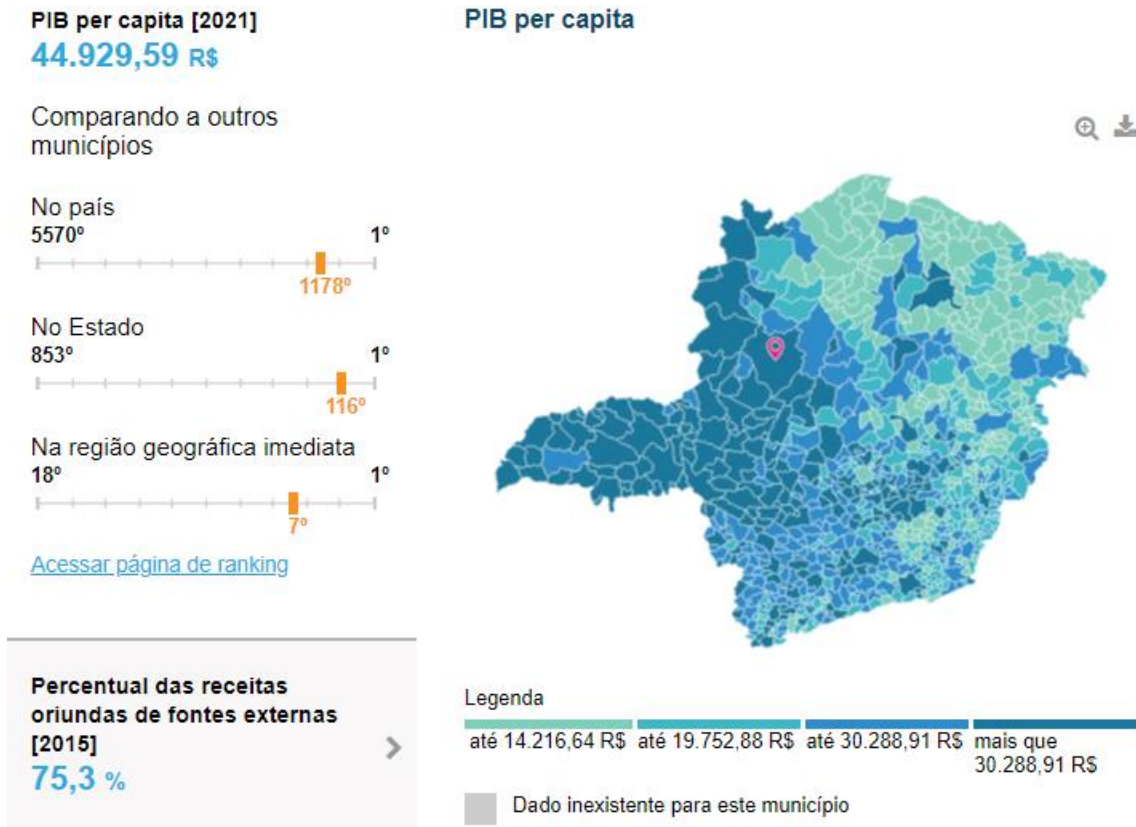 PIB per capita [2021]
44.929,59 R$
Comparando a outros
municípios
No país
5570º 1º
1178º
No Estado
853º 1º
116º
Na região geográfica imediata
18º 1º
7º
Acessar página de ranking
Percentual das receitas
oriundas de fontes externas
[2015]
75,3 %
PIB per capita
Legenda
até 14.216,64 R$ até 19.752,88 R$ até 30.288,91 R$ mais que
30.288,91 R$
Dado inexistente para este município